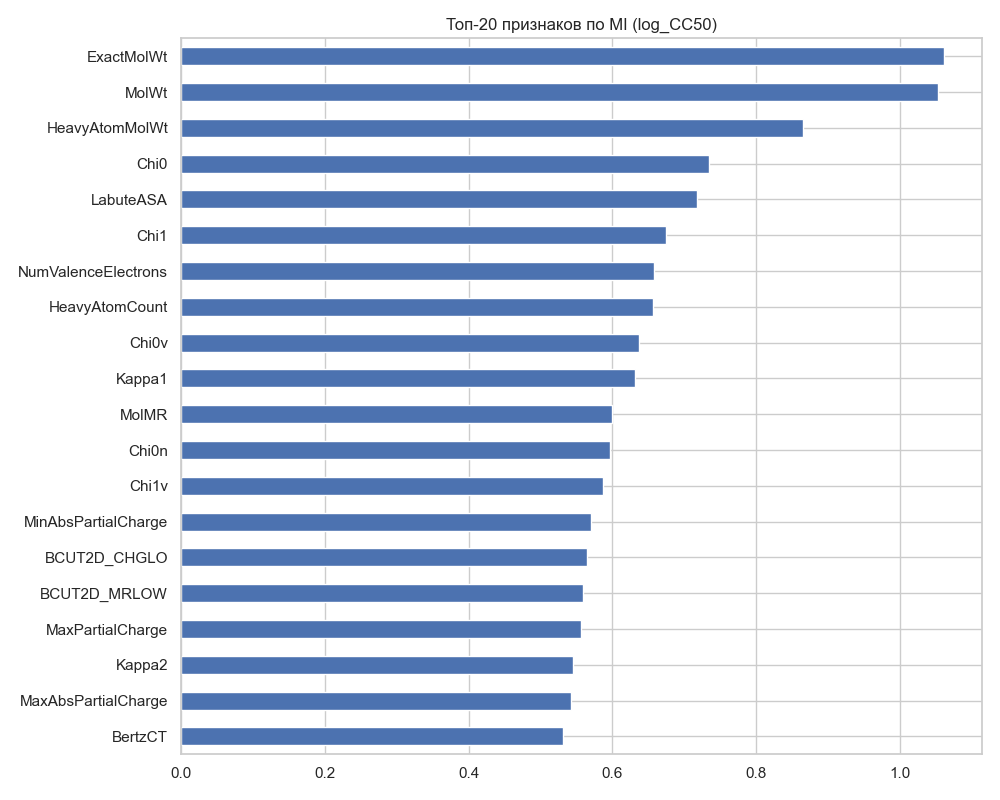 Топ-20 признаков по MI (log_CC50)
ExactMolWt
MolWt
HeavyAtomMolWt
Chi0
LabuteASA
Chi1
NumValenceElectrons
HeavyAtomCount
Chi0v
Kappa1
MolMR
Chi0n
Chi1v
MinAbsPartialCharge
BCUT2D_CHGLO
BCUT2D_MRLOW
MaxPartialCharge
Kappa2
MaxAbsPartialCharge
BertzCT
0.0 0.2 0.4 0.6 0.8 1.0